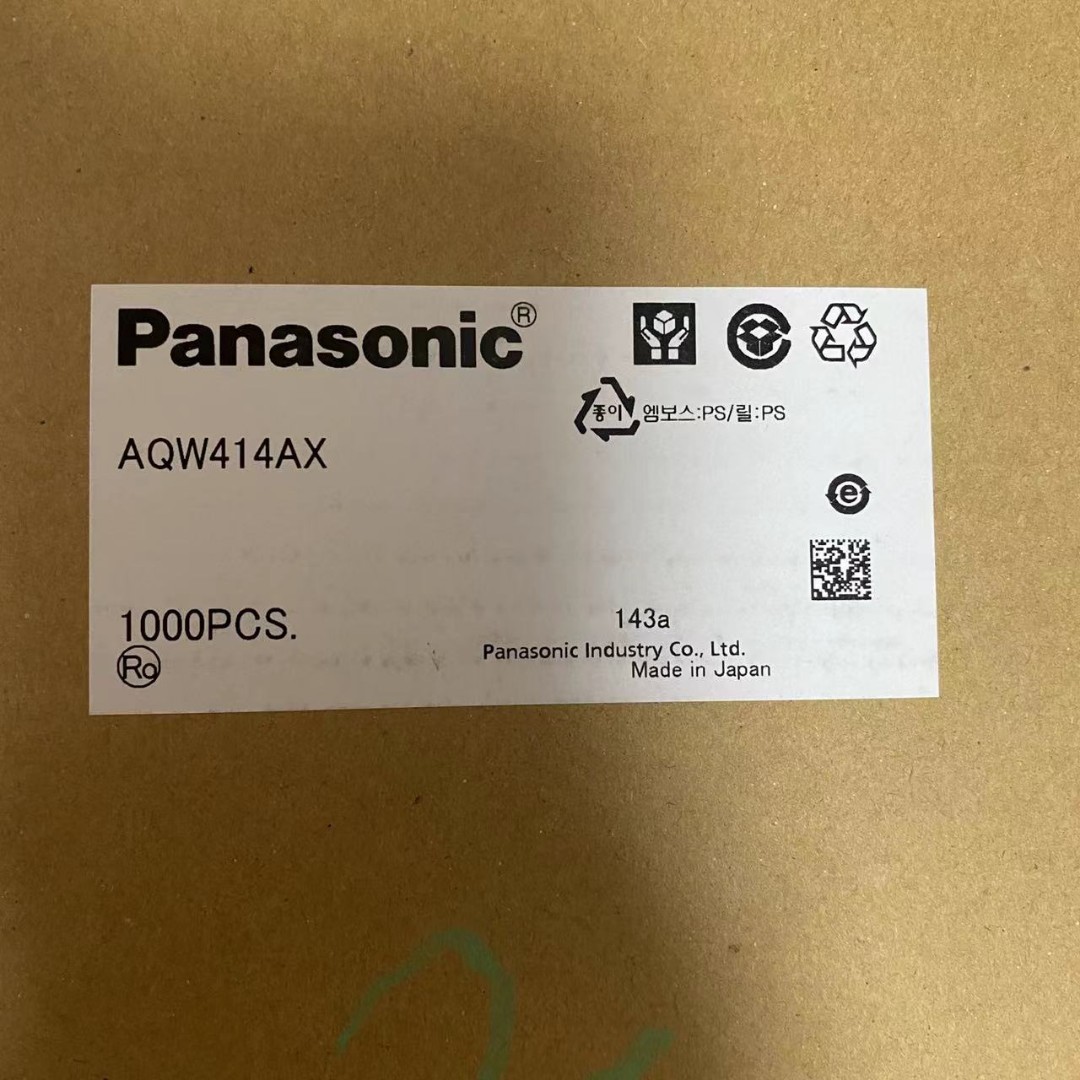 Panasonic®
종이 엠보스:PS/릴:PS
AQW414AX
e
1000PCS.
143a
Ro
Panasonic Industry Co., Ltd.
Made in Japan